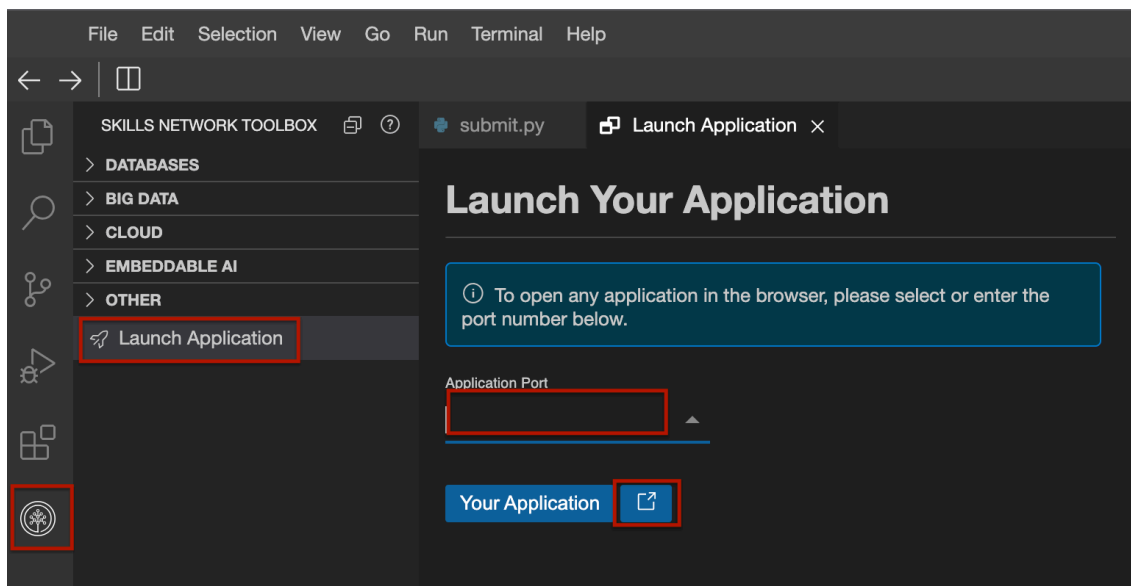 File Edit Selection View Go Run Terminal Help
SKILLS NETWORK TOOLBOX
submit.py
Launch Application
DATABASES
BIG DATA
CLOUD
EMBEDDABLE AI
OTHER
Launch Application
Launch Your Application
To open any application in the browser, please select or enter the
port number below.
Application Port
Your Application